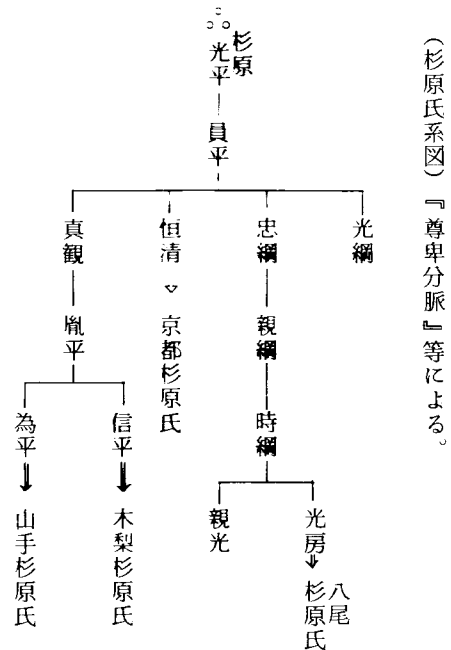 (杉原氏系図)『尊卑分脈』等による。
杉原
光平
員平
光綱
忠綱
恒清
真観
親綱
京都杉原氏
胤平
時綱
信平
為平
光房
親光
八尾
杉原氏
木梨杉原氏
山手杉原氏